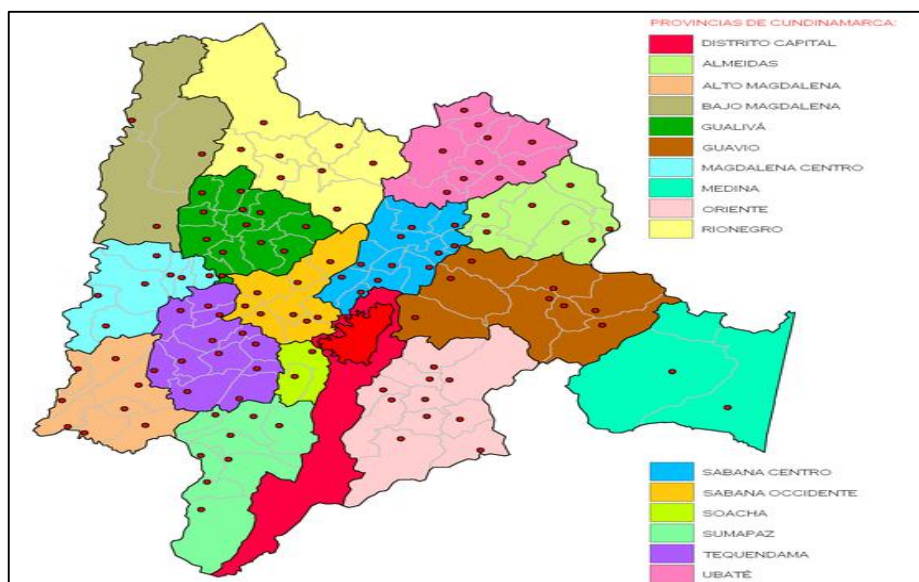 PROVINCIAS DE CUNDINAMARCA:
DISTRITO CAPITAL
ALMEIDAS
ALTO MAGDALENA
BAJO MAGDALENA
GUALIVÁ
GUAVIO
MAGDALENA CENTRO
MEDINA
ORIENTE
RIONEGRO
SABANA CENTRO
SABANA OCCIDENTE
SOACHA
SUMAPAZ
TEQUENDAMA
UBATÉ